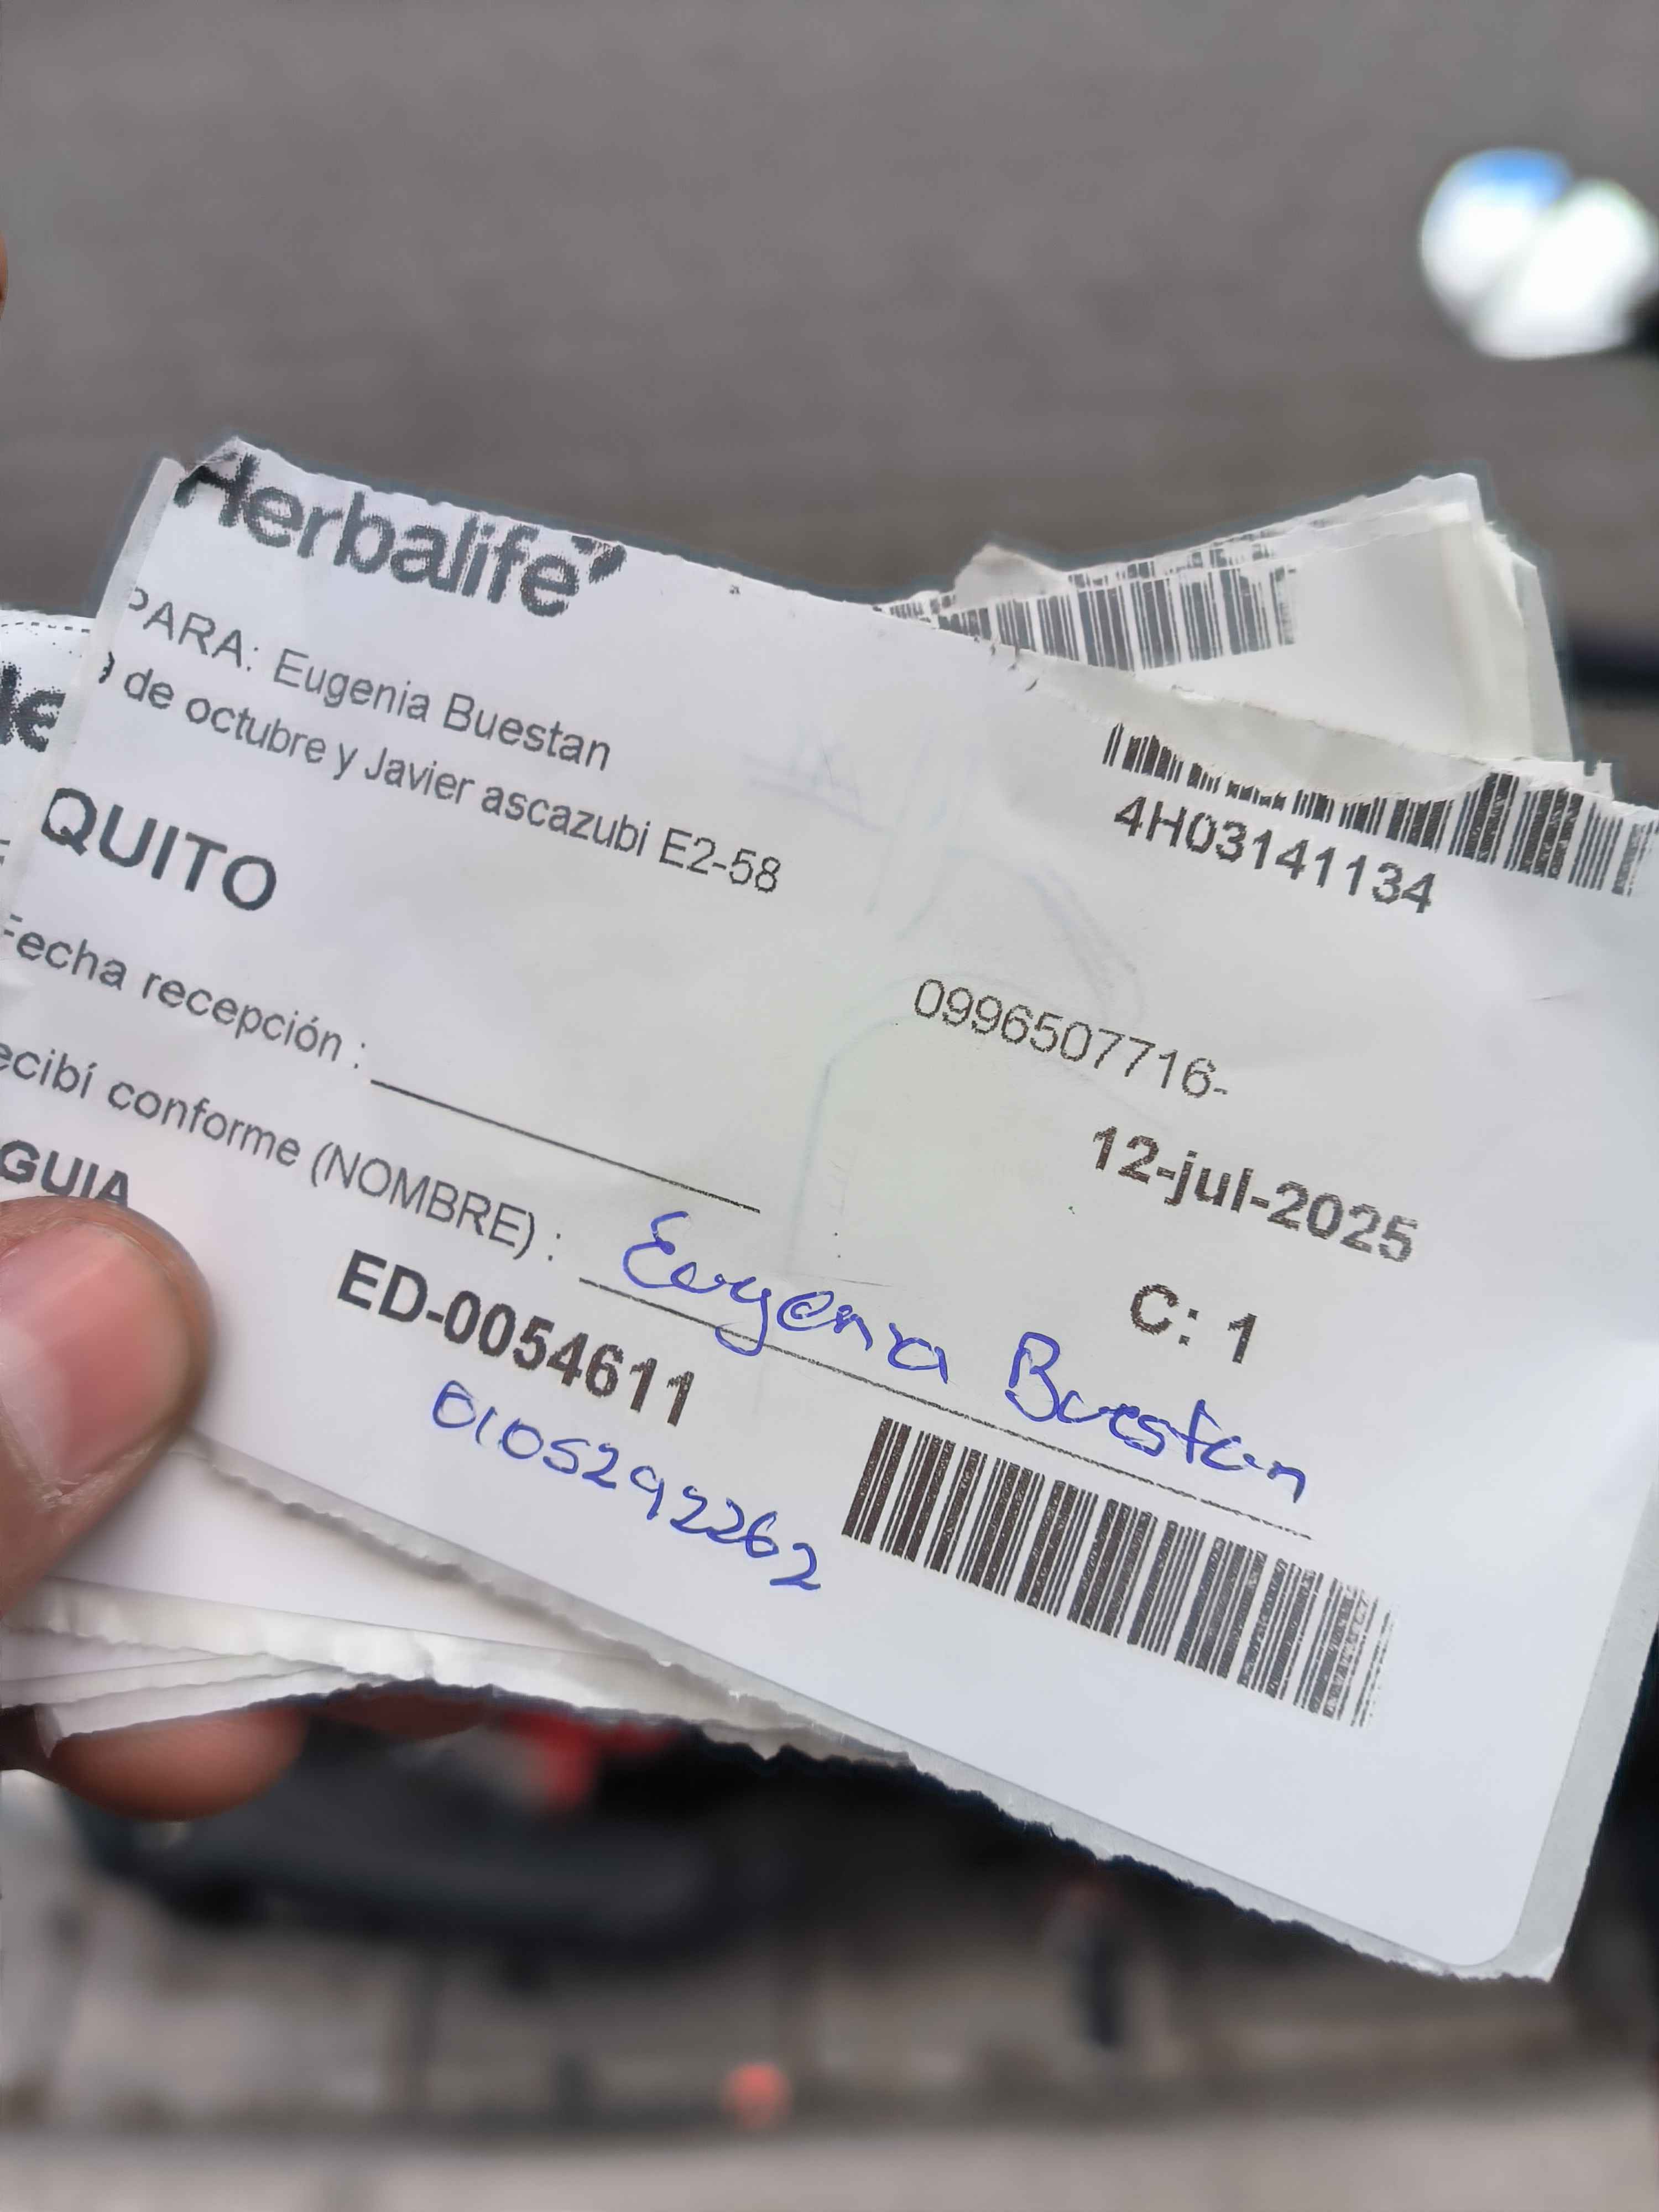 Herbalife
PARA: Eugenia Buestan
de octubre y Javier ascazubi E2-58
QUITO
4H03141134
Fecha recepción :
0996507716-
12-jul-2025
ecibí conforme (NOMBRE) : Eugenia Buestan
C: 1
GUIA
ED-0054611
0105292262